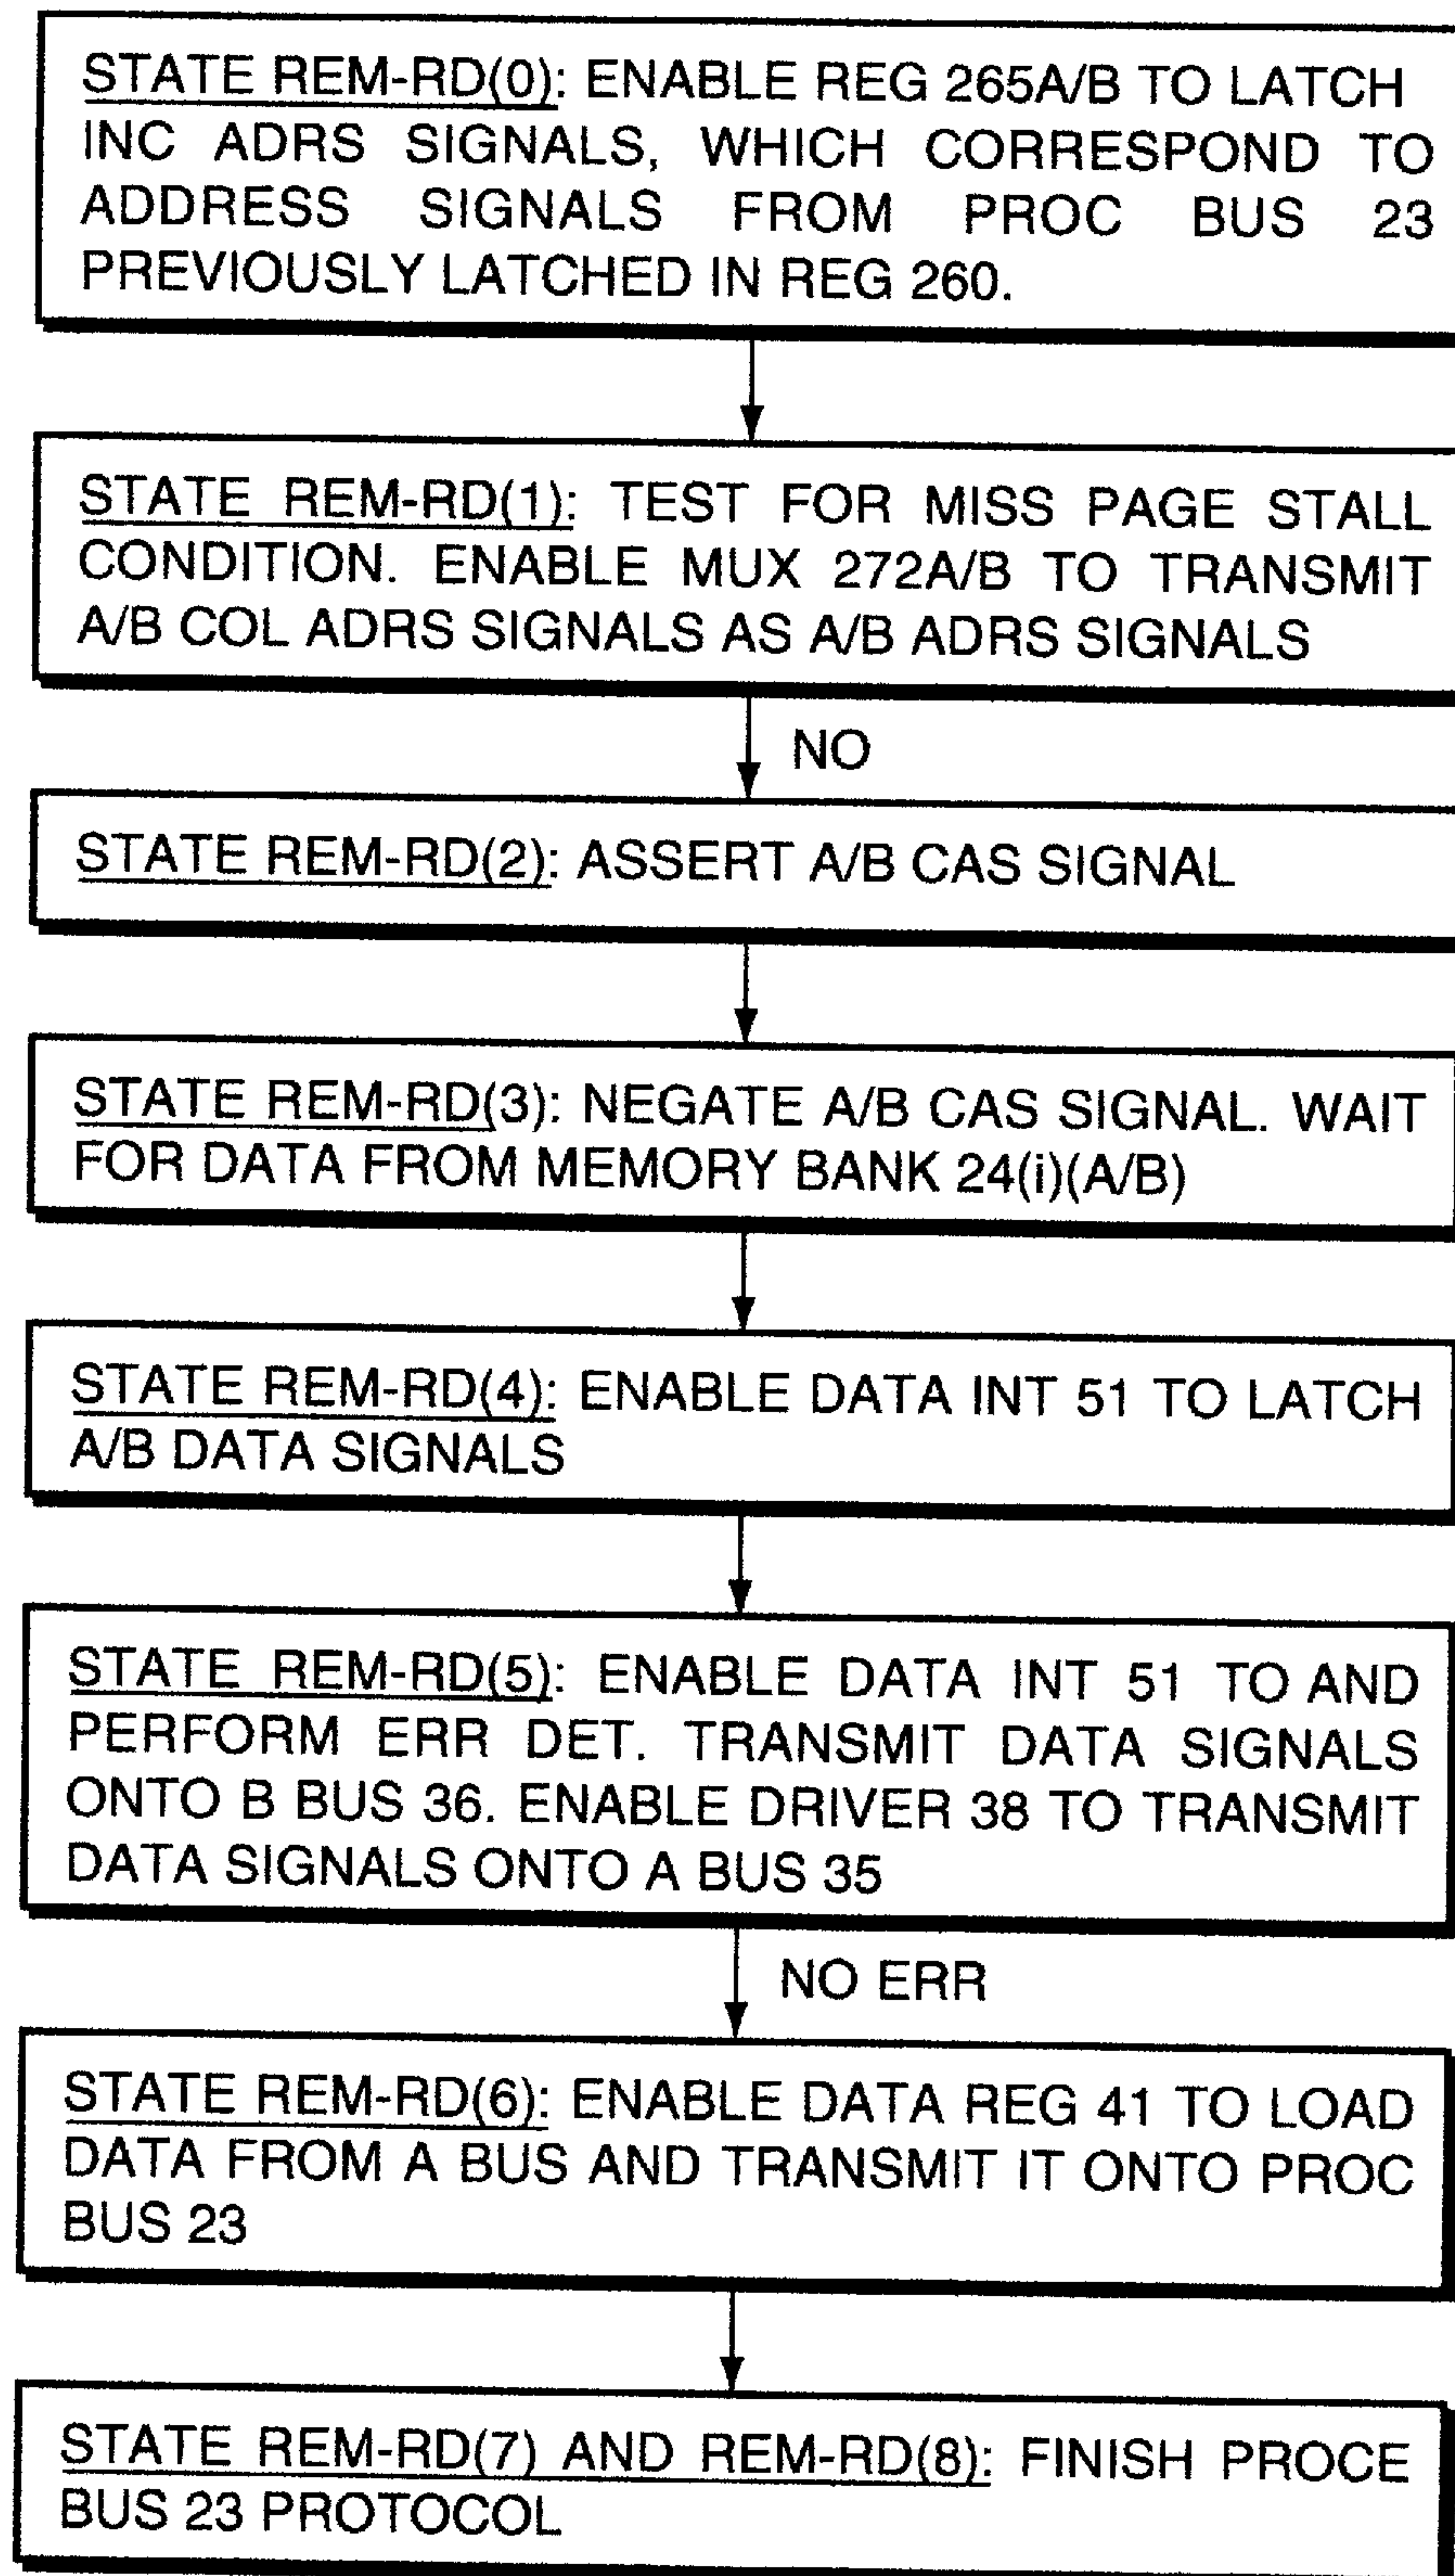 STATE REM-RD(0): ENABLE REG 265A/B TO LATCH
INC ADRS SIGNALS, WHICH CORRESPOND TO
ADDRESS SIGNALS FROM PROC BUS 23
PREVIOUSLY LATCHED IN REG 260.
STATE REM-RD(1): TEST FOR MISS PAGE STALL
CONDITION. ENABLE MUX 272A/B TO TRANSMIT
A/B COL ADRS SIGNALS AS A/B ADRS SIGNALS
NO
STATE REM-RD(2): ASSERT A/B CAS SIGNAL
STATE REM-RD(3): NEGATE A/B CAS SIGNAL. WAIT
FOR DATA FROM MEMORY BANK 24(i)(A/B)
STATE REM-RD(4): ENABLE DATA INT 51 TO LATCH
A/B DATA SIGNALS
STATE REM-RD(5): ENABLE DATA INT 51 TO AND
PERFORM ERR DET. TRANSMIT DATA SIGNALS
ONTO B BUS 36. ENABLE DRIVER 38 TO TRANSMIT
DATA SIGNALS ONTO A BUS 35
NO ERR
STATE REM-RD(6): ENABLE DATA REG 41 TO LOAD
DATA FROM A BUS AND TRANSMIT IT ONTO PROC
BUS 23
STATE REM-RD(7) AND REM-RD(8): FINISH PROCE
BUS 23 PROTOCOL